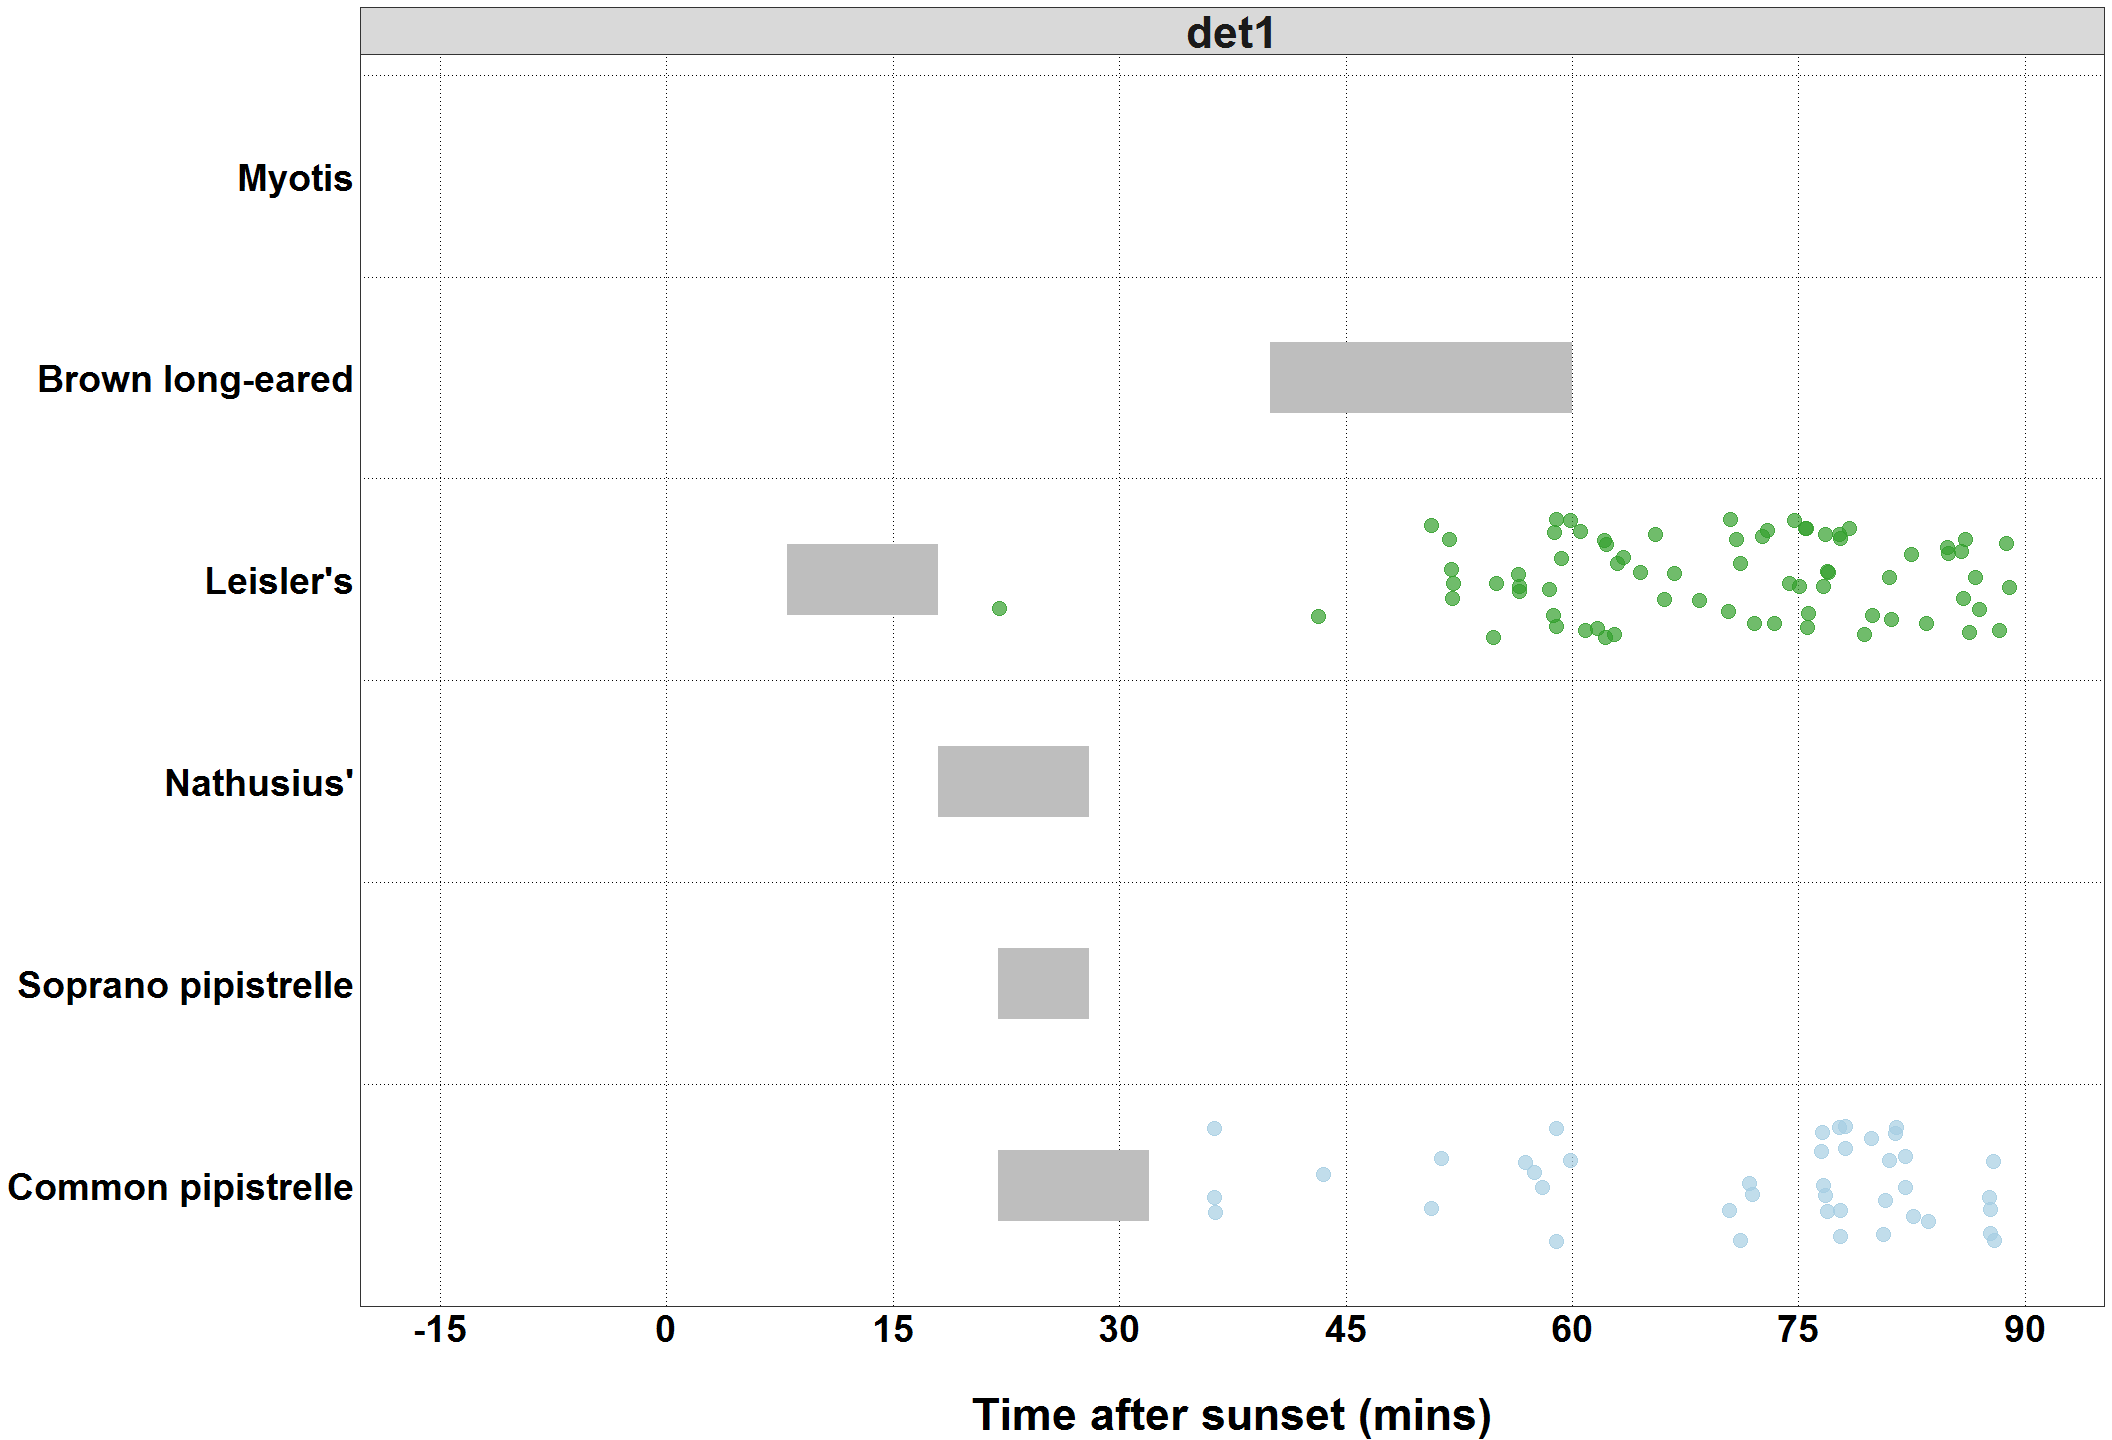 det1
Myotis
Brown long-eared
Leisler's
Nathusius'
Soprano pipistrelle
Common pipistrelle
-15 0 15 30 45 60 75 90
Time after sunset (mins)